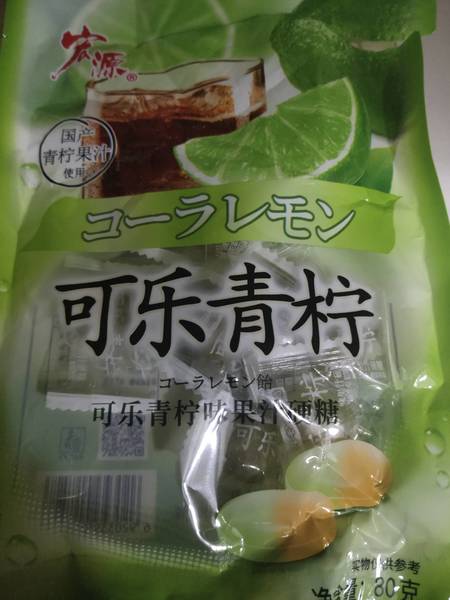 宏源®
国产
青柠果汁
使用
コーラレモン
可乐青柠
コーラレモン飴
可乐青柠味果汁硬糖
实物仅供参考
净含量:80克